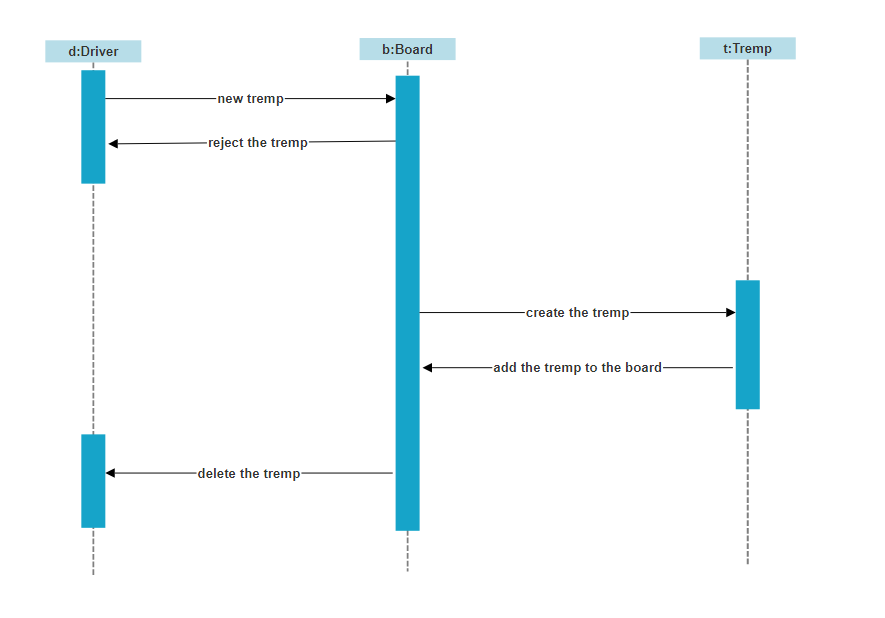 d:Driver
b:Board
t:Tremp
new tremp
reject the tremp
create the tremp
add the tremp to the board
delete the tremp